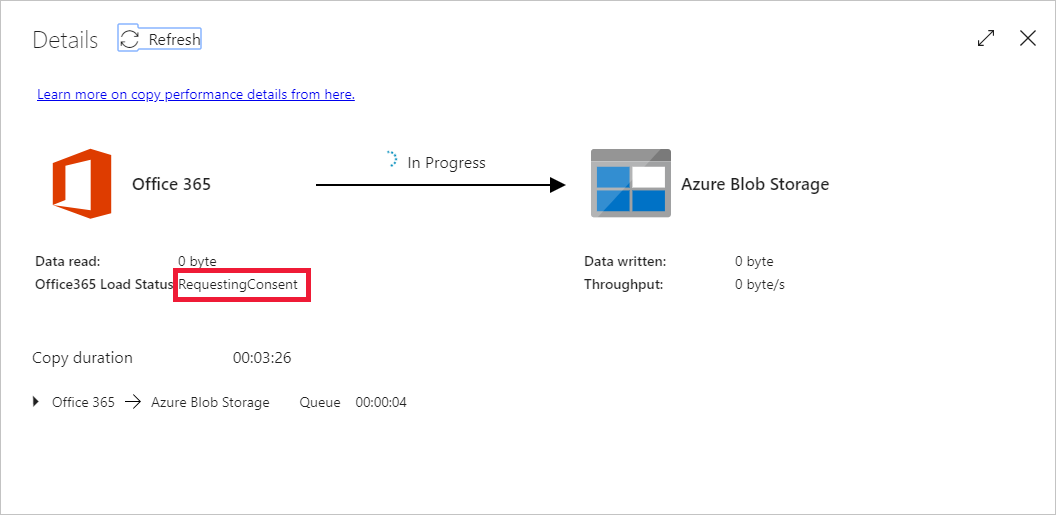 Details Refresh
Learn more on copy performance details from here.
In Progress
Office 365 Azure Blob Storage
Data read: 0 byte Data written: 0 byte
Office365 Load Status RequestingConsent Throughput: 0 byte/s
Copy duration 00:03:26
Office 365 Azure Blob Storage Queue 00:00:04